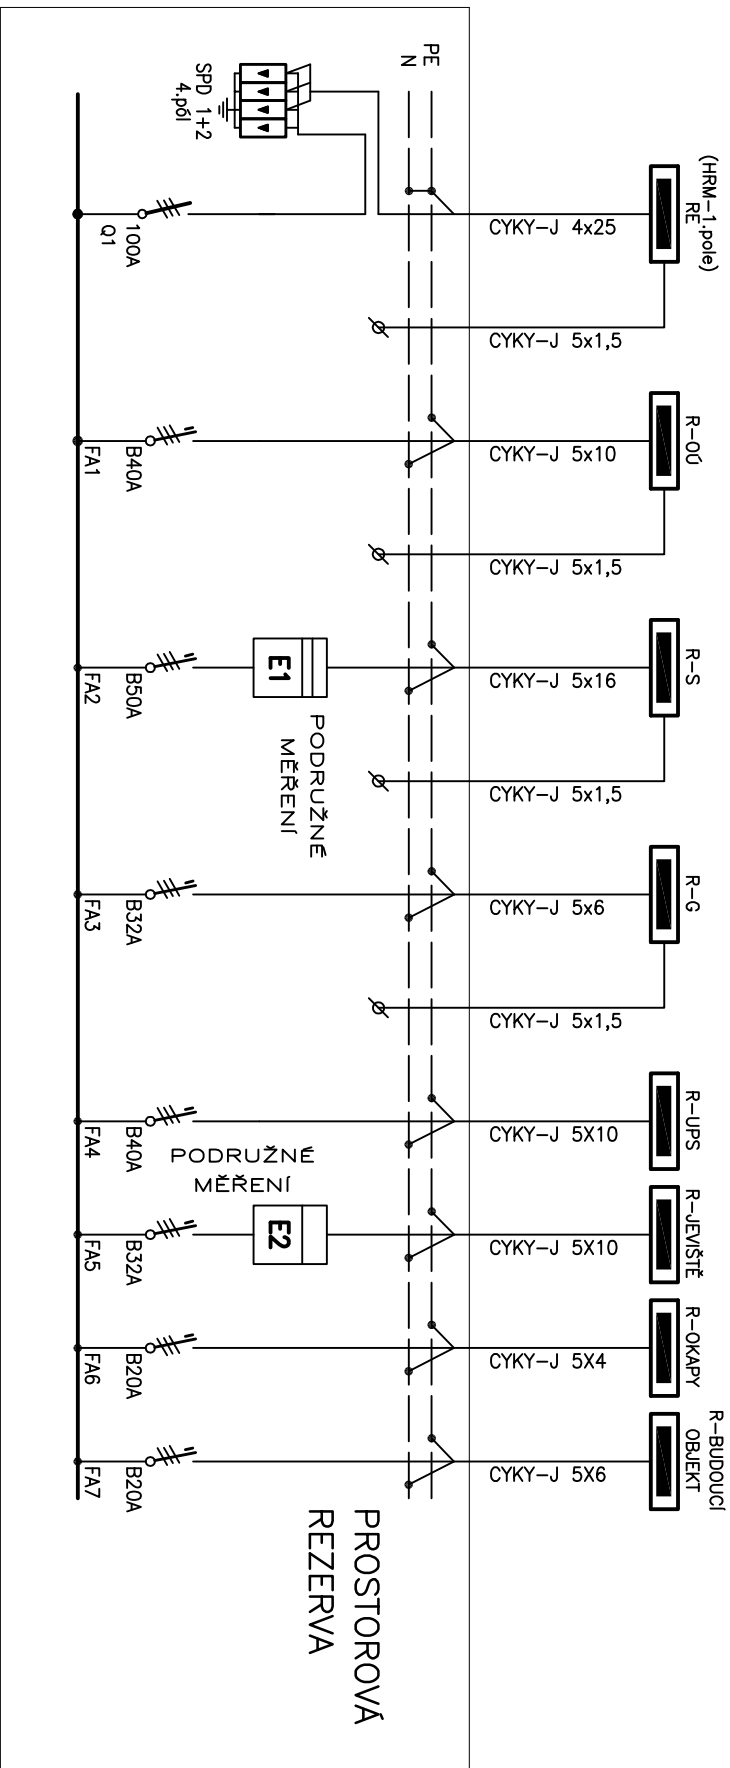 (HRM-1.pole)
RE
R-OÚ
R-S
R-G
R-UPS
R-JEVIŠTĚ
R-OKAPY
R-BUDOUCÍ
OBJEKT
CYKY-J 4x25
CYKY-J 5x1,5
CYKY-J 5x10
CYKY-J 5x1,5
CYKY-J 5x16
CYKY-J 5x1,5
CYKY-J 5x6
CYKY-J 5x1,5
CYKY-J 5X10
CYKY-J 5X10
CYKY-J 5X4
CYKY-J 5X6
PE
N
SPD 1+2
4.pól
E1
PODRUŽNÉ
MĚŘENÍ
PODRUŽNÉ
MĚŘENÍ
E2
PROSTOROVÁ
REZERVA
100A
Q1
B40A
FA1
B50A
FA2
B32A
FA3
B40A
FA4
B32A
FA5
B20A
FA6
B20A
FA7